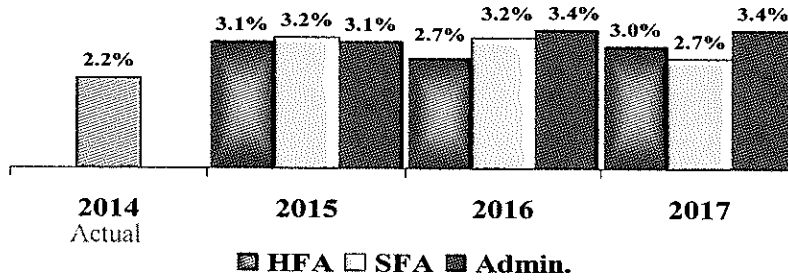 3.1% 3.2% 3.1% 2.7% 3.2% 3.4% 3.0% 2.7% 3.4%
2.2%
2014 2015 2016 2017
Actual
HFA SFA Admin.